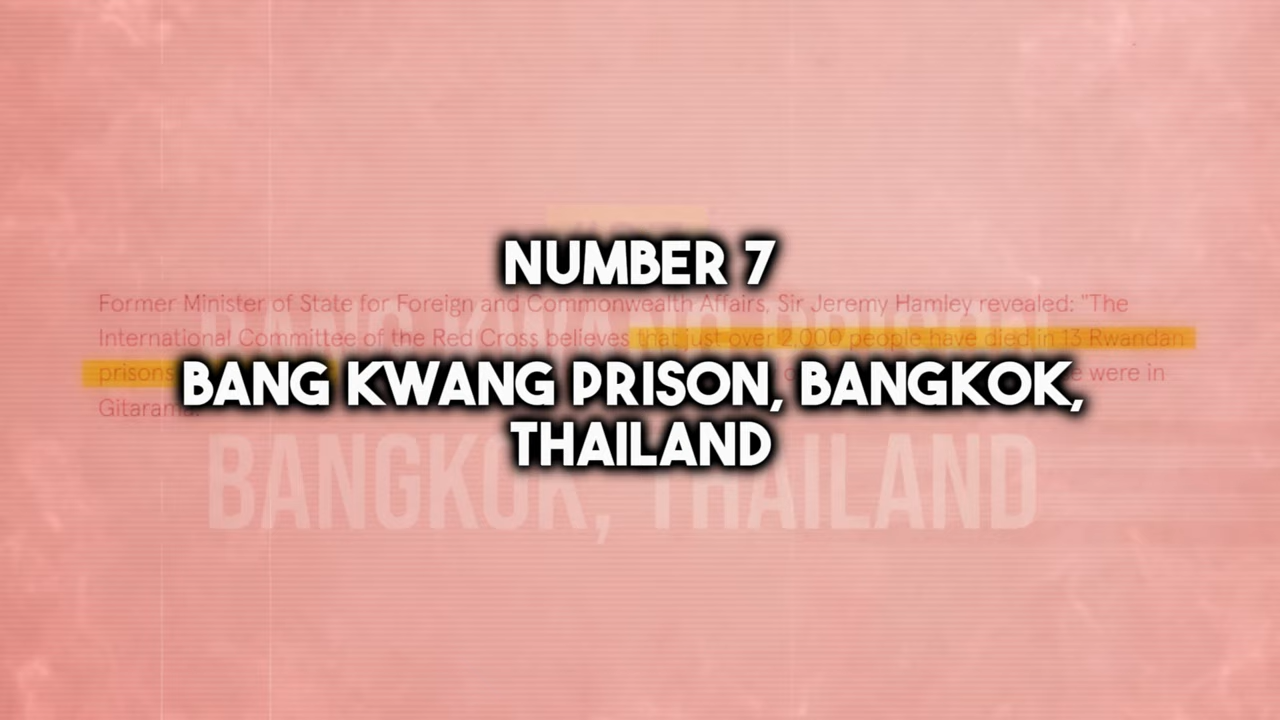 NUMBER 7
Former Minister of State for Foreign and Commonwealth Affairs, Sir Jeremy Hamley revealed: "The
International Committee of the Red Cross believes that just over 2,000 people have died in 13 Rwandan
prisons were in
BANG KWANG PRISON, BANGKOK,
Gitarama.
THAILAND
BANGKOK, THAILAND